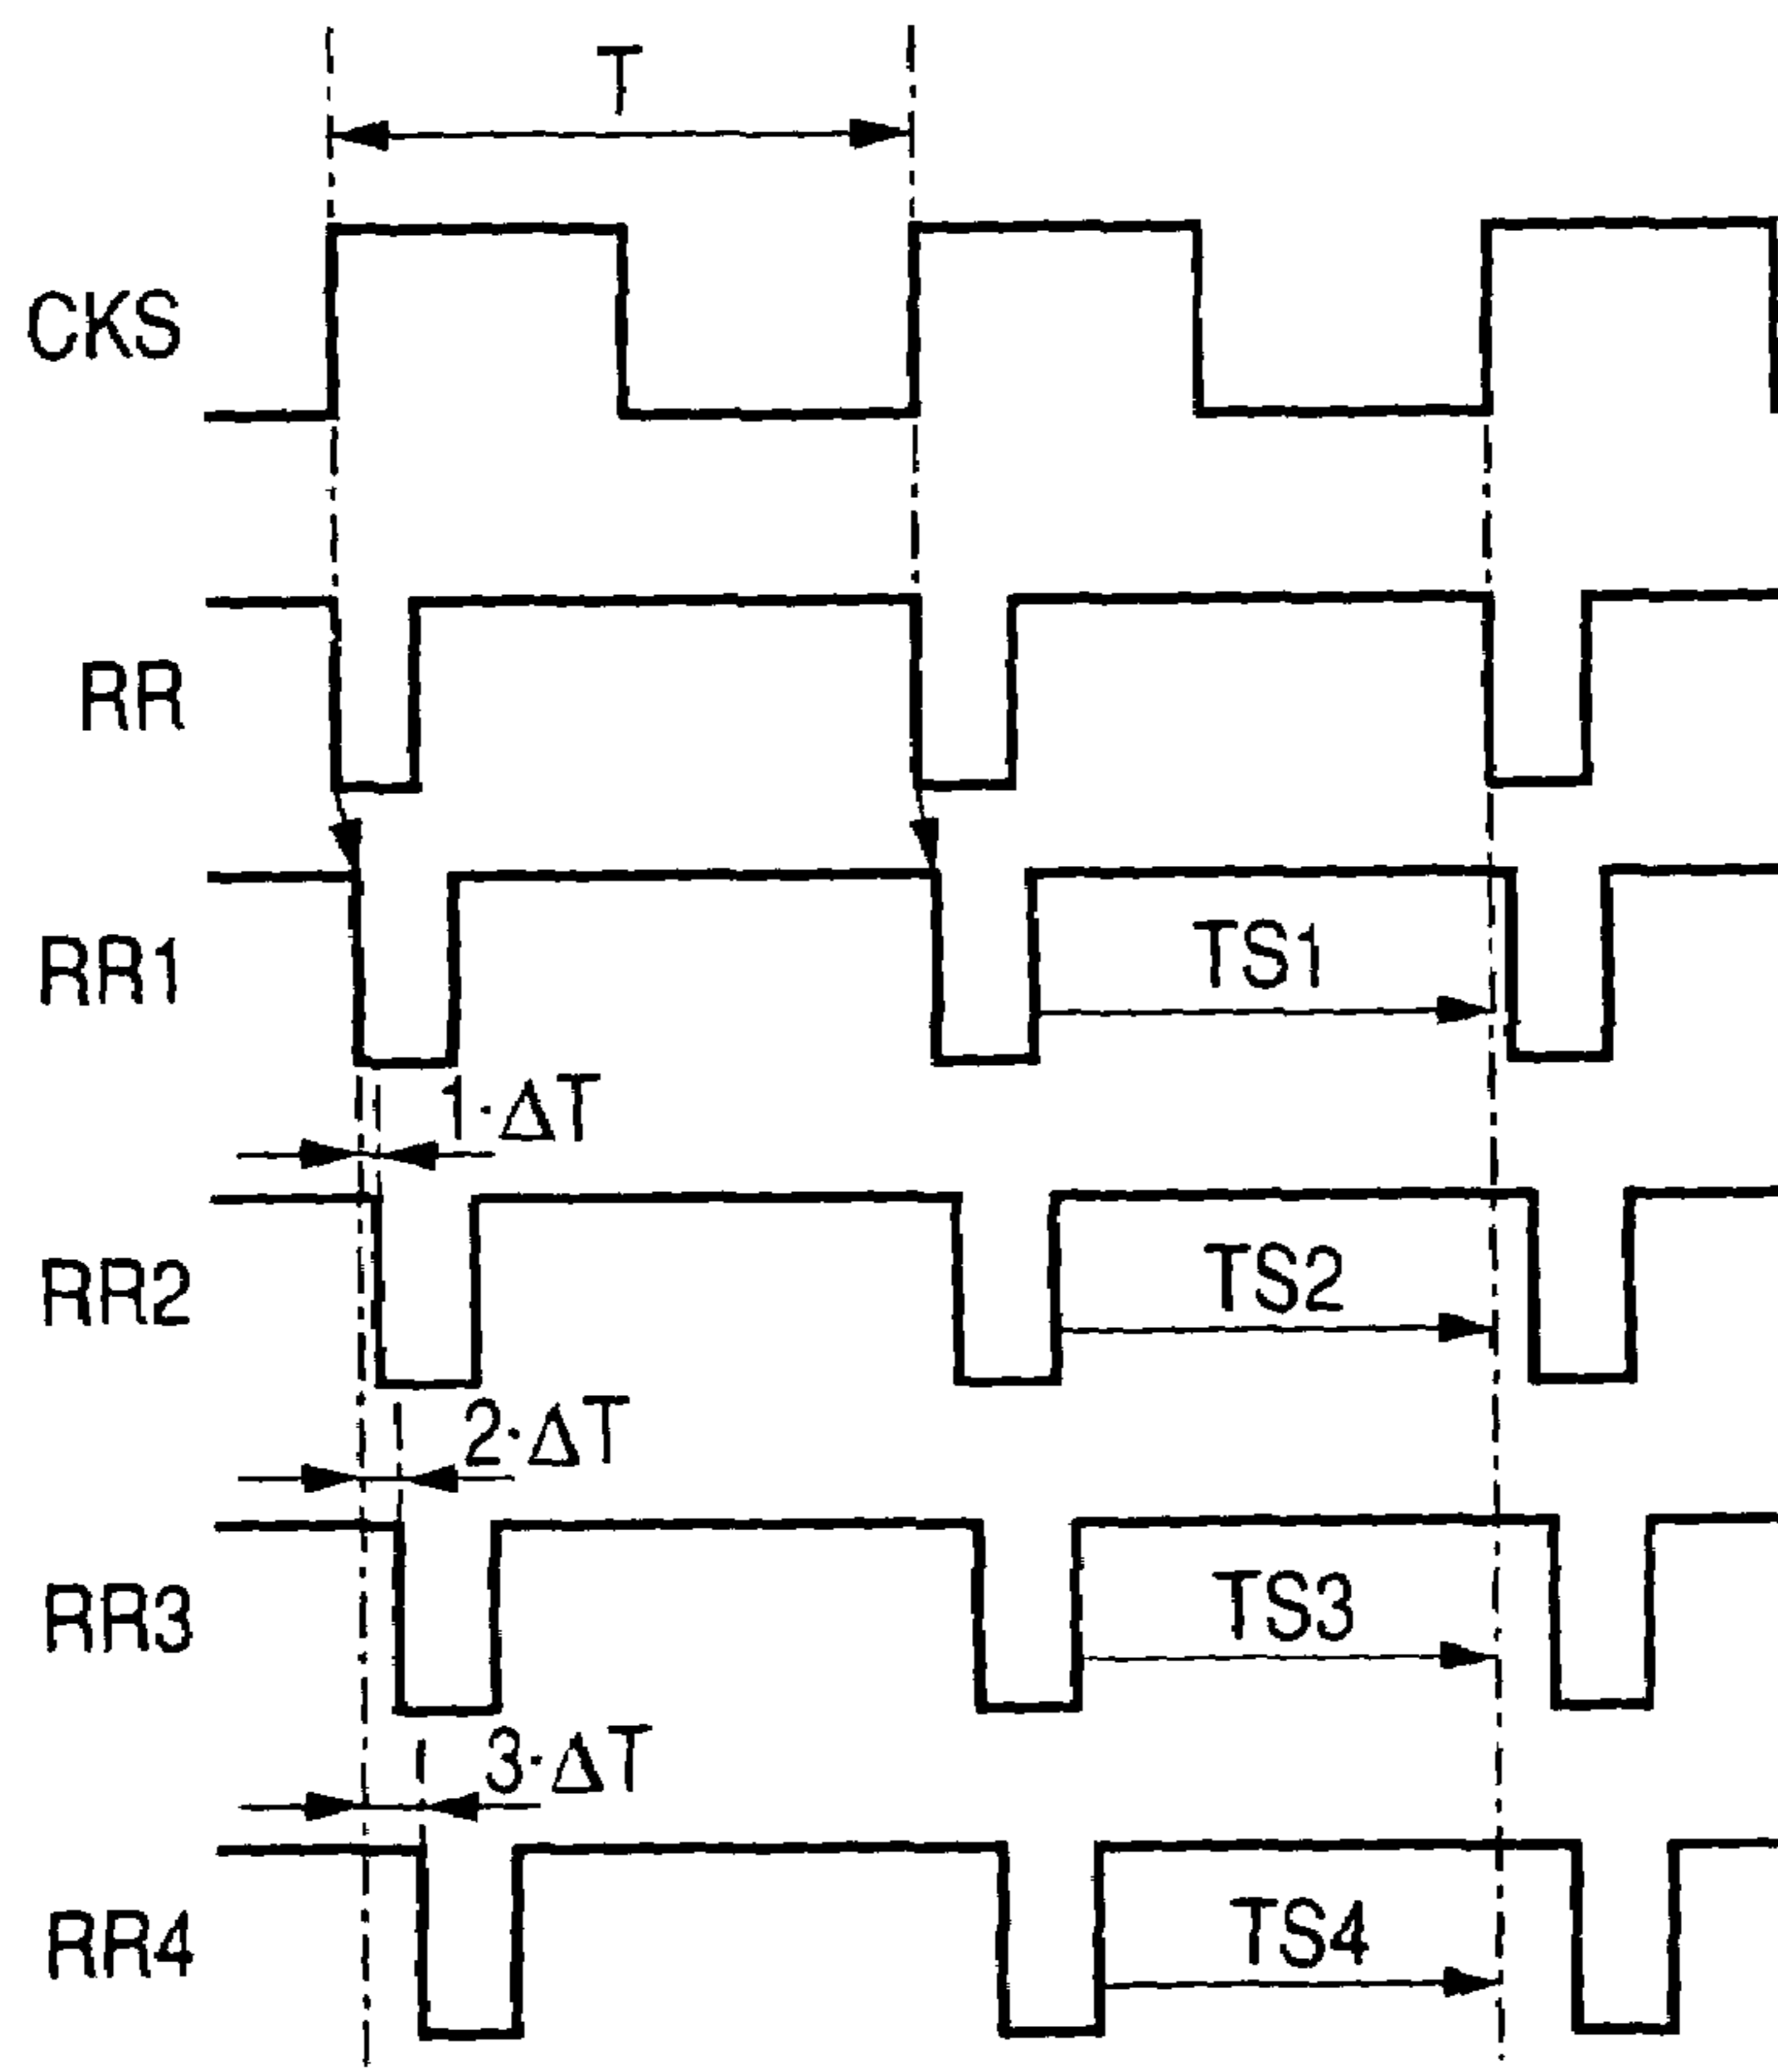 T
CKS
RR
RR1
TS1
1·ΔT
RR2
TS2
2·ΔT
RR3
TS3
3·ΔT
RR4
TS4